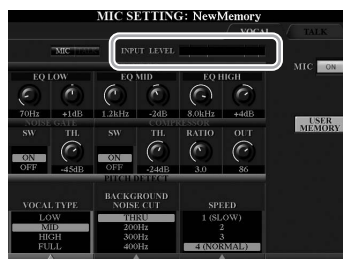 MIC SETTING: NewMemory
VOCAL TALK
MIC INPUT LEVEL
MIC ON
EQ LOW EQ MID EQ HIGH
70Hz +1dB 1.2kHz -2dB 8.0kHz +4dB
NOISE GATE COMPRESSOR
SW TH. SW TH. RATIO OUT
ON ON
OFF -45dB OFF -24dB 3.0 86
USER
MEMORY
PITCH DETECT
VOCAL TYPE BACKGROUND
NOISE CUT SPEED
LOW THRU 1 (SLOW)
MID 200Hz 2
HIGH 300Hz 3
FULL 400Hz 4 (NORMAL)